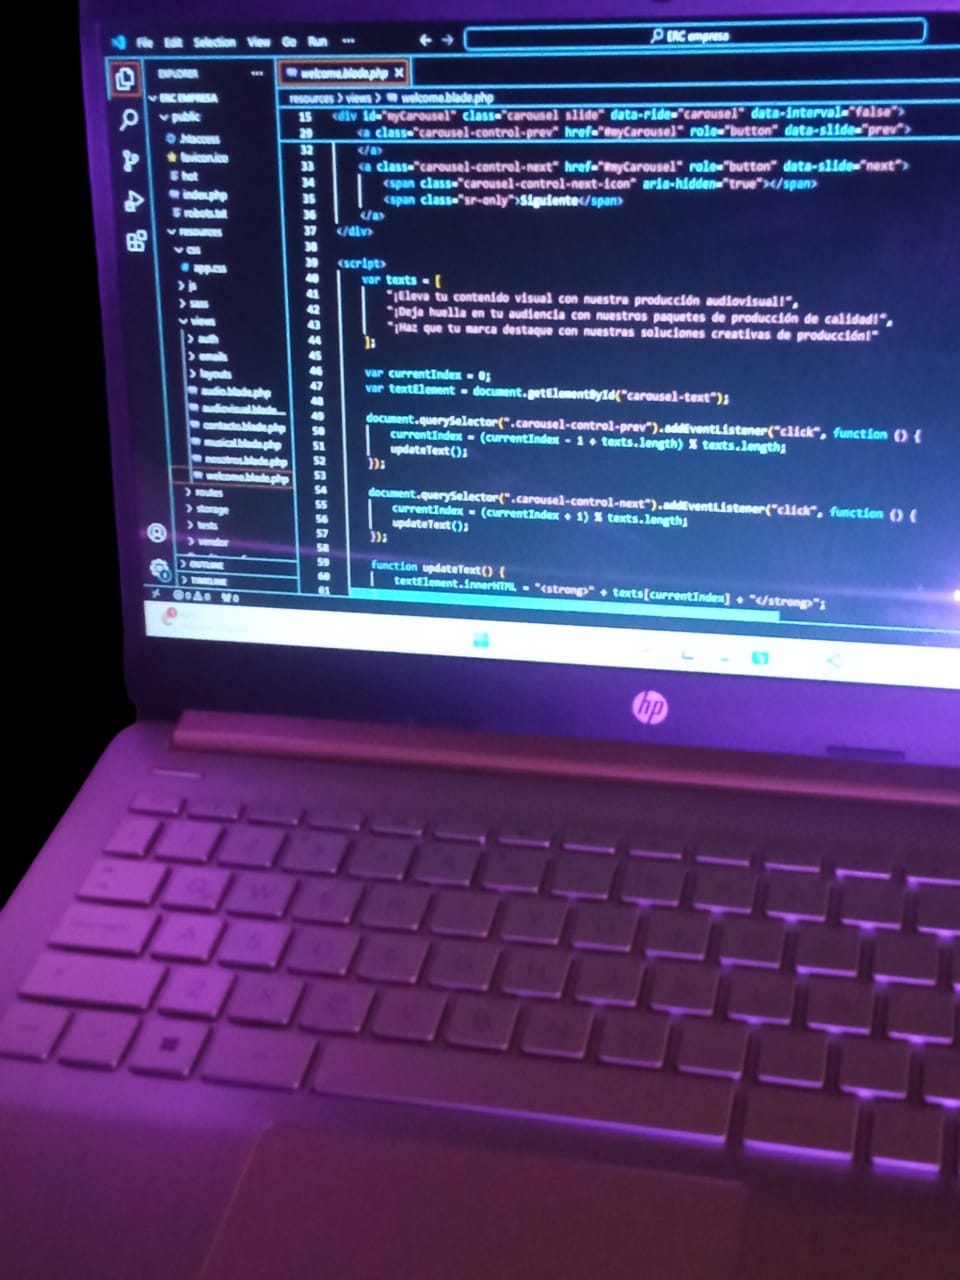 File Edit Selection View Go Run ... ERC empresa
EXPLORER ...
ERC EMPRESA
public
.htaccess
favicon.ico
hot
index.php
robots.txt
resources
css
app.css
js
sass
views
auth
emails
layouts
audio.blade.php
audiovisual.blade...
contacto.blade.php
musical.blade.php
nosotros.blade.php
welcome.blade.php
routes
storage
tests
vendor
OUTLINE
TIMELINE
0 0 0
welcome.blade.php X
resources > views > welcome.blade.php
15 <div id="myCarousel" class="carousel slide" data-ride="carousel" data-interval="false">
29 <a class="carousel-control-prev" href="#myCarousel" role="button" data-slide="prev">
32 </a>
33 <a class="carousel-control-next" href="#myCarousel" role="button" data-slide="next">
34 <span class="carousel-control-next-icon" aria-hidden="true"></span>
35 <span class="sr-only">Siguiente</span>
36 </a>
37 </div>
38
39 <script>
40 var texts = [
41 "¡Eleva tu contenido visual con nuestra producción audiovisual!",
42 "¡Deja huella en tu audiencia con nuestros paquetes de producción de calidad!",
43 "¡Haz que tu marca destaque con nuestras soluciones creativas de producción!"
44 ];
45
46 var currentIndex = 0;
47 var textElement = document.getElementById("carousel-text");
48
49 document.querySelector(".carousel-control-prev").addEventListener("click", function () {
50 currentIndex = (currentIndex - 1 + texts.length) % texts.length;
51 updateText();
52 });
53
54 document.querySelector(".carousel-control-next").addEventListener("click", function () {
55 currentIndex = (currentIndex + 1) % texts.length;
56 updateText();
57 });
58
59 function updateText() {
60 textElement.innerHTML = "<strong>" + texts[currentIndex] + "</strong>";
61
hp
Q W E R
A S D F G H
Z X C V